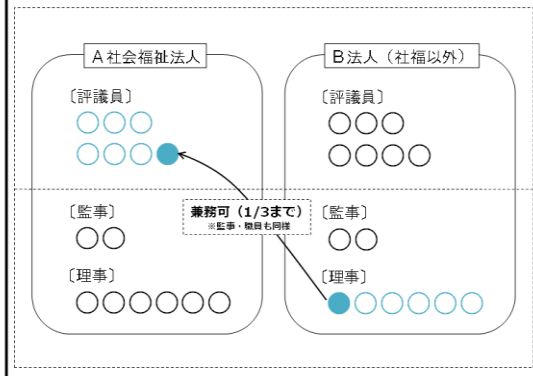 A社会福祉法人
〔評議員〕
〔監事〕
〔理事〕
B法人（社福以外）
〔評議員〕
〔監事〕
〔理事〕
兼務可（1/3まで）
※監事・職員も同様